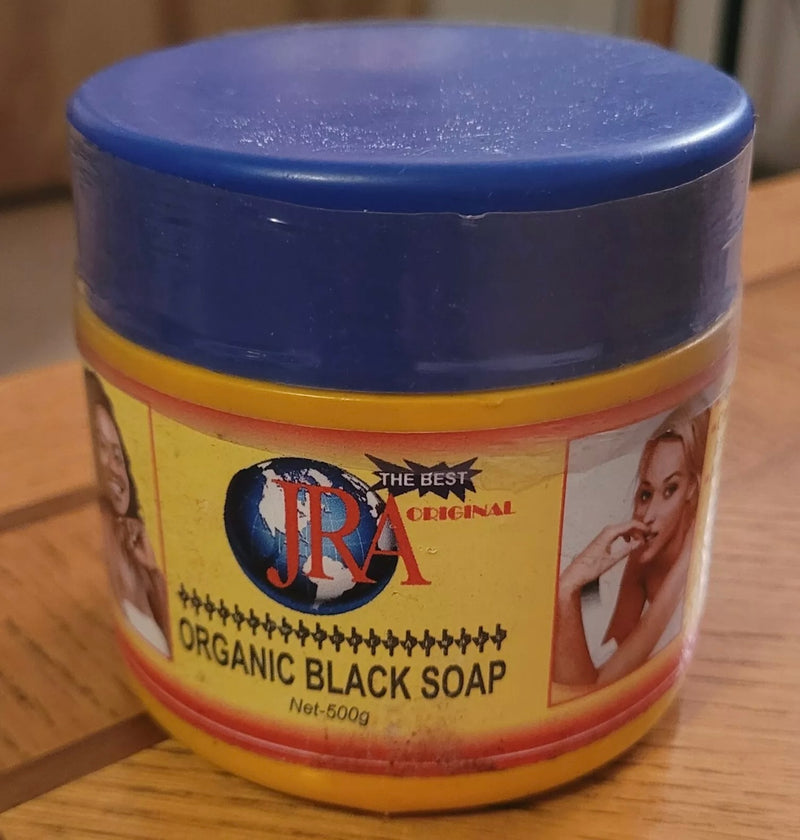 THE BEST
JRA
ORIGINAL
ORGANIC BLACK SOAP
Net-500g